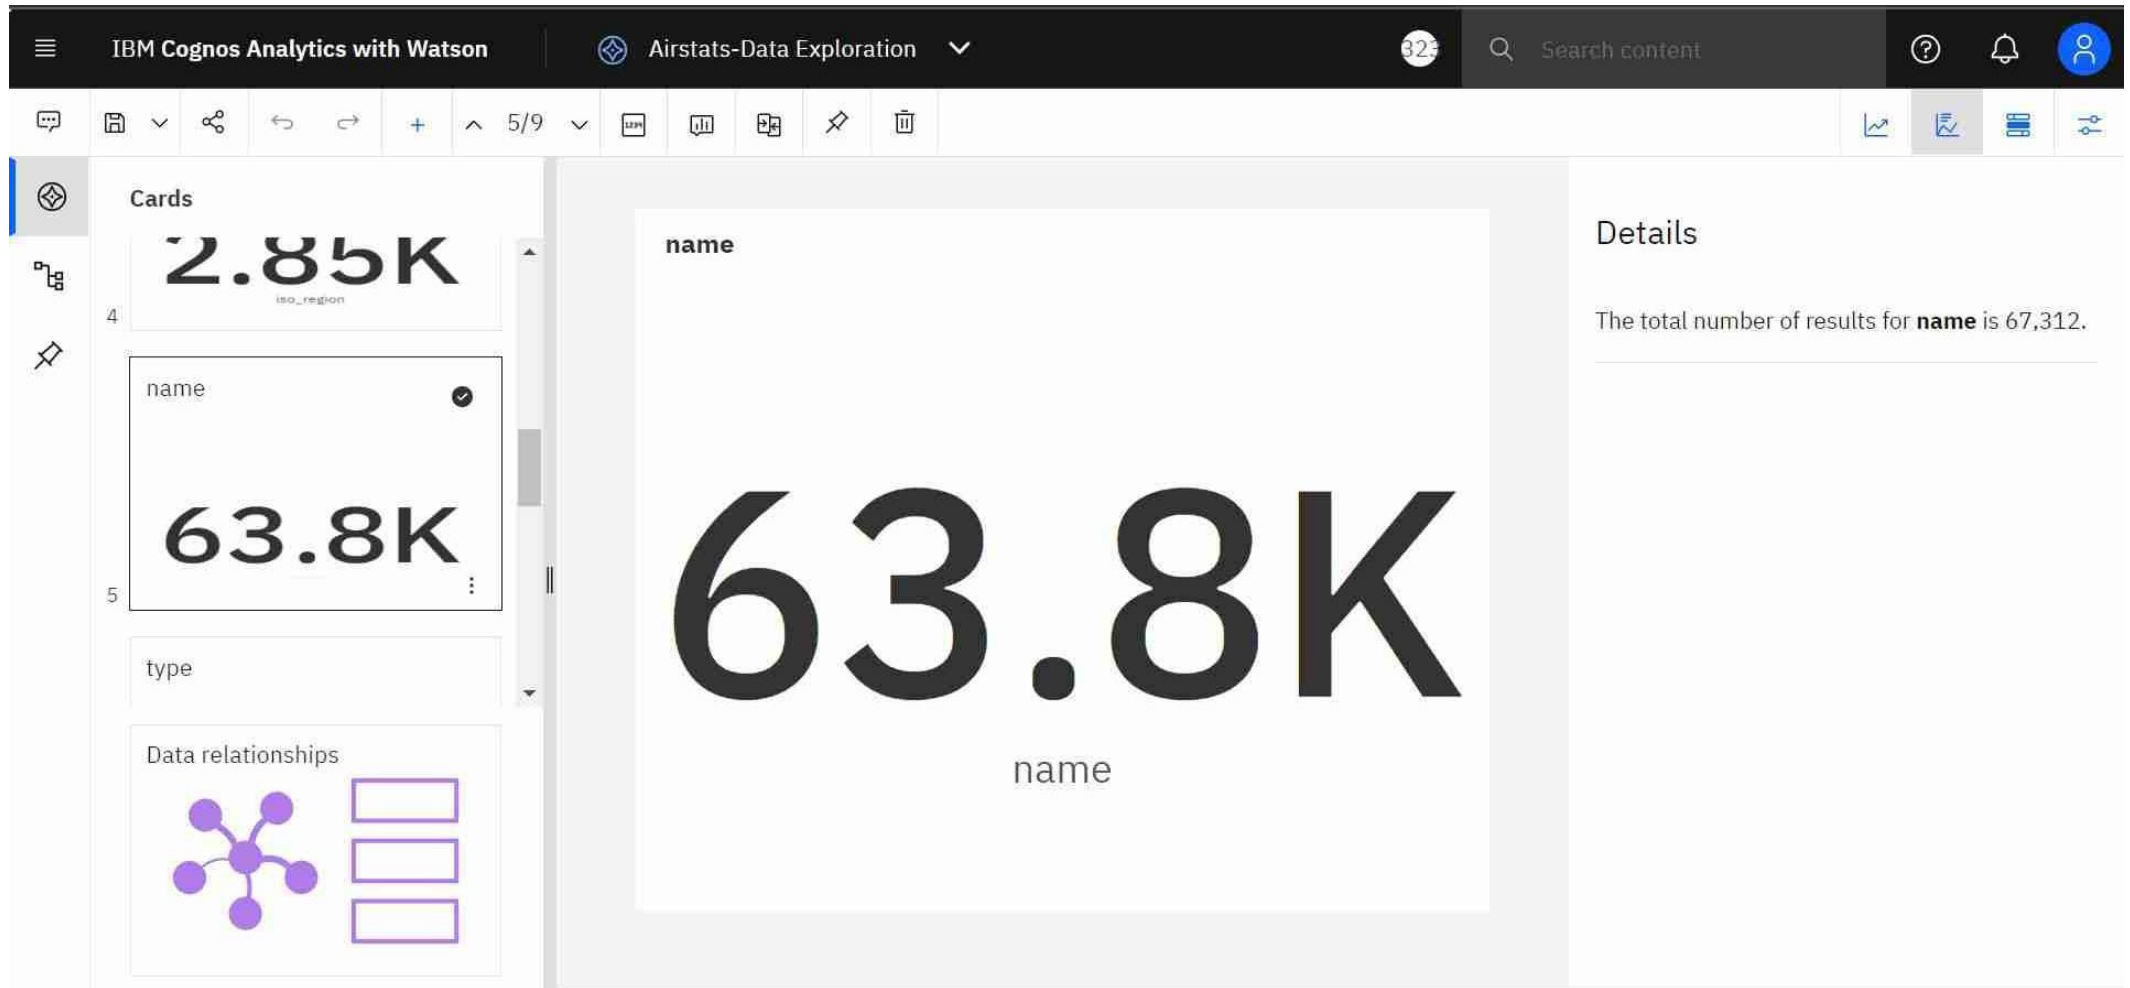 IBM Cognos Analytics with Watson
Airstats-Data Exploration
323
Search content
5/9
Cards
2.85K
iso_region
4
name
63.8K
5
type
Data relationships
name
63.8K
name
Details
The total number of results for name is 67,312.